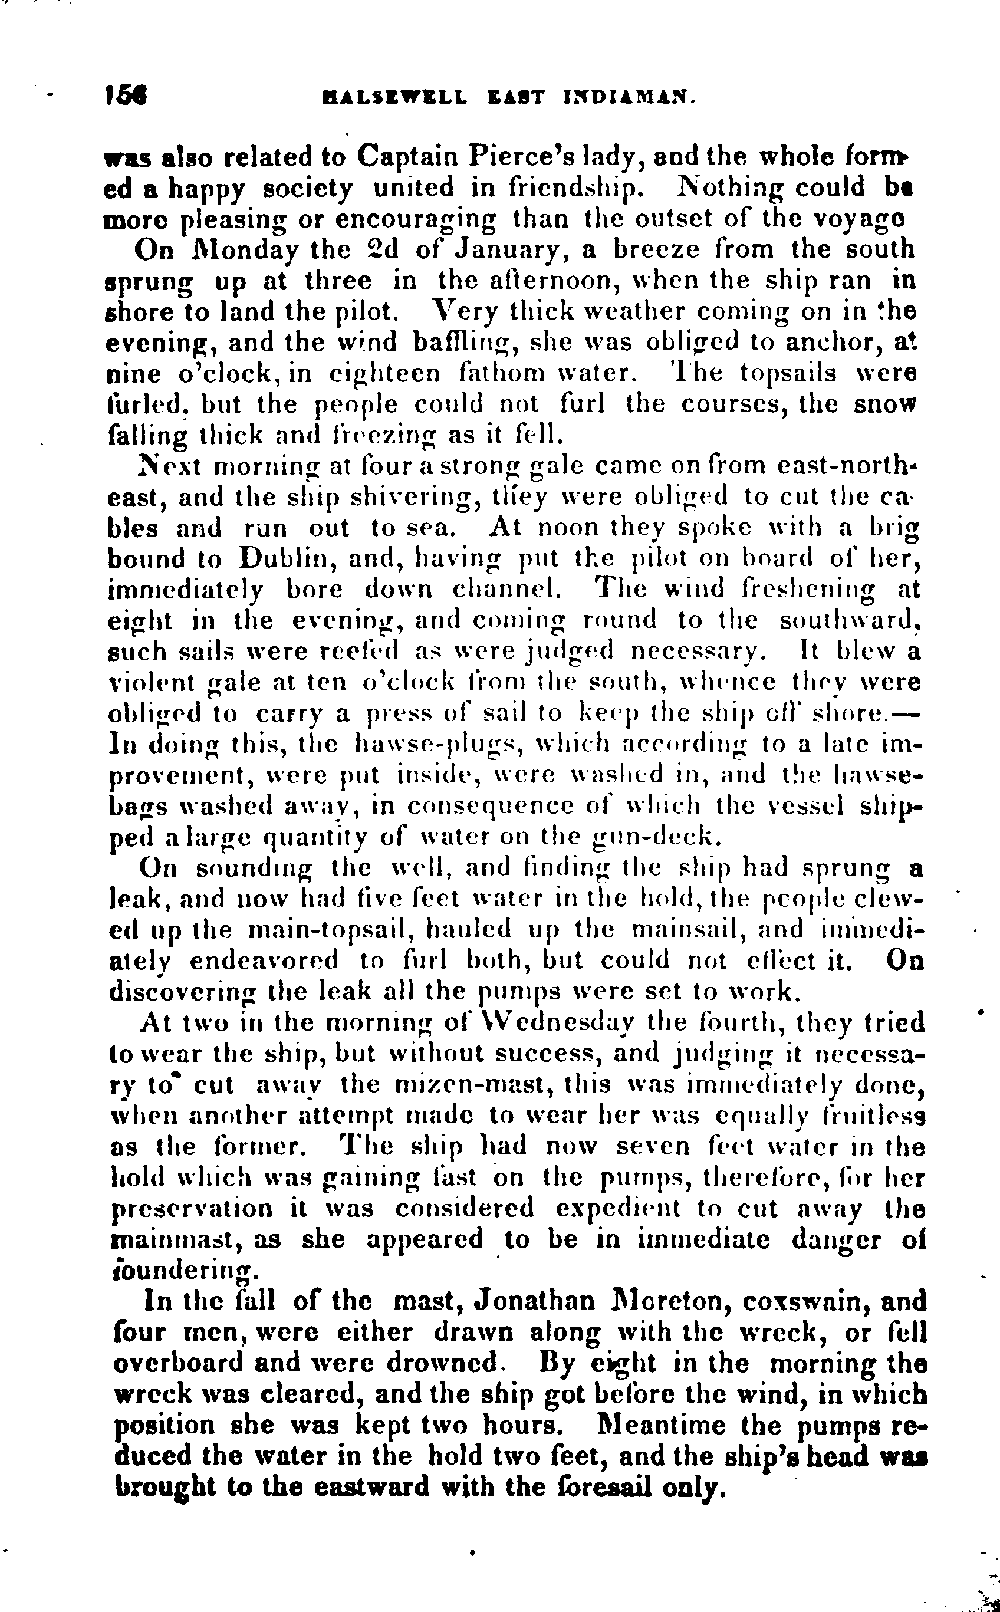 156 HALSEWELL EAST INDIAMAN.
was also related to Captain Pierce's lady, and the whole form-
ed a happy society united in friendship. Nothing could be
more pleasing or encouraging than the outset of the voyage
On Monday the 2d of January, a breeze from the south
sprung up at three in the afternoon, when the ship ran in
shore to land the pilot. Very thick weather coming on in the
evening, and the wind baffling, she was obliged to anchor, at
nine o'clock, in eighteen fathom water. The topsails were
furled. but the people could not furl the courses, the snow
falling thick and freezing as it fell.
Next morning at four a strong gale came on from east-north-
east, and the ship shivering, they were obliged to cut the ca-
bles and run out to sea. At noon they spoke with a brig
bound to Dublin, and, having put the pilot on board of her,
immediately bore down channel. The wind freshening at
eight in the evening, and coming round to the southward,
such sails were reefed as were judged necessary. It blew a
violent gale at ten o'clock from the south, whence they were
obliged to carry a press of sail to keep the ship off shore.—
In doing this, the hawse-plugs, which according to a late im-
provement, were put inside, were washed in, and the hawse-
bags washed away, in consequence of which the vessel ship-
ped a large quantity of water on the gun-deck.
On sounding the well, and finding the ship had sprung a
leak, and now had five feet water in the hold, the people clew-
ed up the main-topsail, hauled up the mainsail, and immedi-
ately endeavored to furl both, but could not effect it. On
discovering the leak all the pumps were set to work.
At two in the morning of Wednesday the fourth, they tried
to wear the ship, but without success, and judging it necessa-
ry to cut away the mizen-mast, this was immediately done,
when another attempt made to wear her was equally fruitless
as the former. The ship had now seven feet water in the
hold which was gaining fast on the pumps, therefore, for her
preservation it was considered expedient to cut away the
mainmast, as she appeared to be in immediate danger of
foundering.
In the fall of the mast, Jonathan Moreton, coxswain, and
four men, were either drawn along with the wreck, or fell
overboard and were drowned. By eight in the morning the
wreck was cleared, and the ship got before the wind, in which
position she was kept two hours. Meantime the pumps re-
duced the water in the hold two feet, and the ship's head was
brought to the eastward with the foresail only.